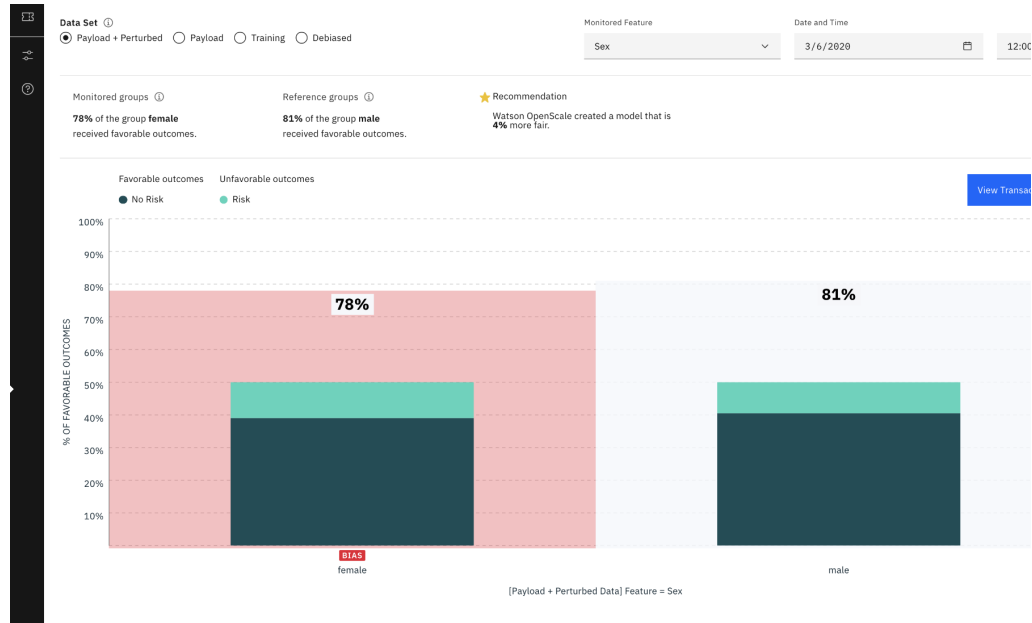 Data Set
Payload + Perturbed Payload Training Debiased
Monitored Feature
Sex
Date and Time
3/6/2020
12:00
Monitored groups
78% of the group female
received favorable outcomes.
Reference groups
81% of the group male
received favorable outcomes.
Recommendation
Watson OpenScale created a model that is
4% more fair.
Favorable outcomes
No Risk
Unfavorable outcomes
Risk
View Transac
100%
90%
80%
70%
60%
50%
40%
30%
20%
10%
% OF FAVORABLE OUTCOMES
78%
81%
BIAS
female
male
[Payload + Perturbed Data] Feature = Sex